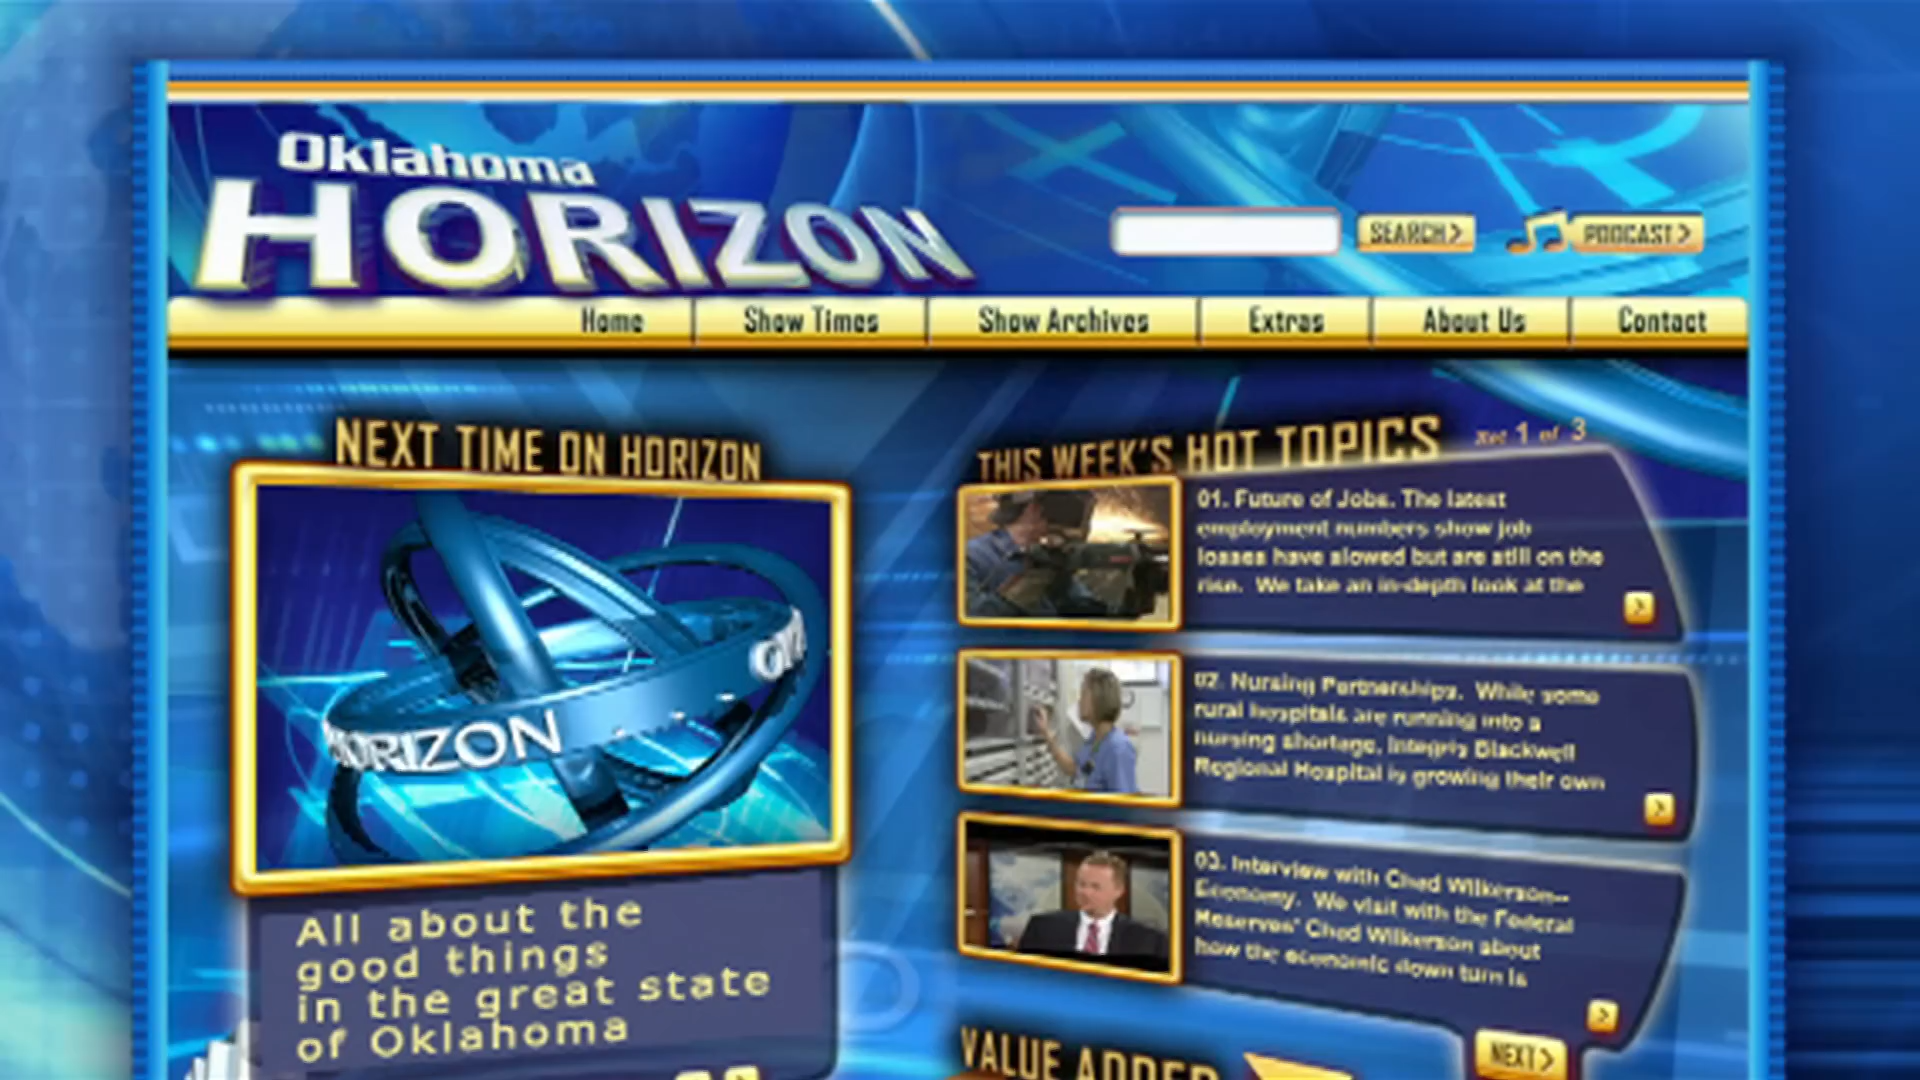 Oklahoma
HORIZON
SEARCH>
PODCAST>
Home
Show Times
Show Archives
Extras
About Us
Contact
NEXT TIME ON HORIZON
HORIZON
All about the
good things
in the great state
of Oklahoma
THIS WEEK'S HOT TOPICS
Set 1 of 3
01. Future of Jobs. The latest
employment numbers show job
losses have slowed but are still on the
rise. We take an in-depth look at the
02. Nursing Partnerships. While some
rural hospitals are running into a
nursing shortage, Integris Blackwell
Regional Hospital is growing their own
03. Interview with Chad Wilkerson--
Economy. We visit with the Federal
Reserves' Chad Wilkerson about
how the economic down turn is
NEXT>
VALUE ADDED